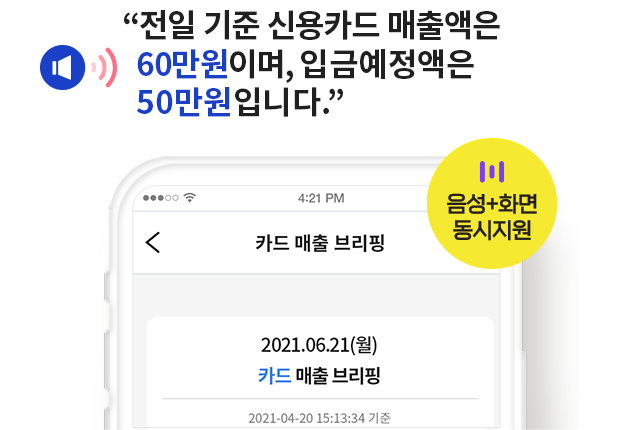 “전일 기준 신용카드 매출액은
60만원이며, 입금예정액은
50만원입니다.”
4:21 PM
음성+화면
동시지원
카드 매출 브리핑
2021.06.21(월)
카드 매출 브리핑
2021-04-20 15:13:34 기준